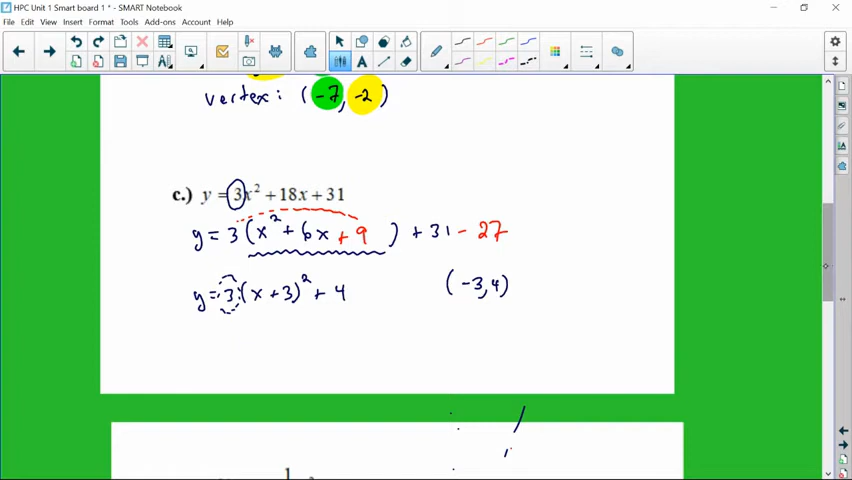 HPC Unit 1 Smart board 1 * - SMART Notebook
File Edit View Insert Format Tools Add-ons Account Help
vertex: (-7, -2)
c.) y = 3x² + 18x + 31
y = 3 (x² + 6x + 9 ) + 31 - 27
y = 3 (x + 3)² + 4 (-3, 4)
1